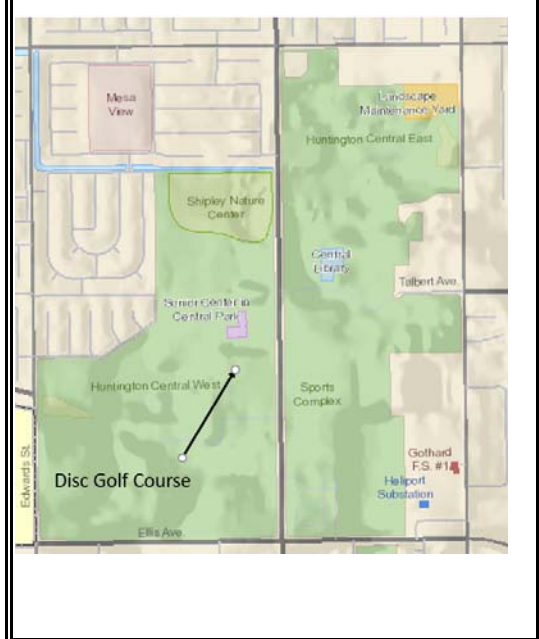 Mesa
View
Landscape
Maintenance Yard
Huntington Central East
Shipley Nature
Center
Central
Library
Talbert Ave.
Senior Center in
Central Park
Huntington Central West
Sports
Complex
Disc Golf Course
Edwards St.
Gothard
F.S. #1
Heliport
Substation
Ellis Ave.